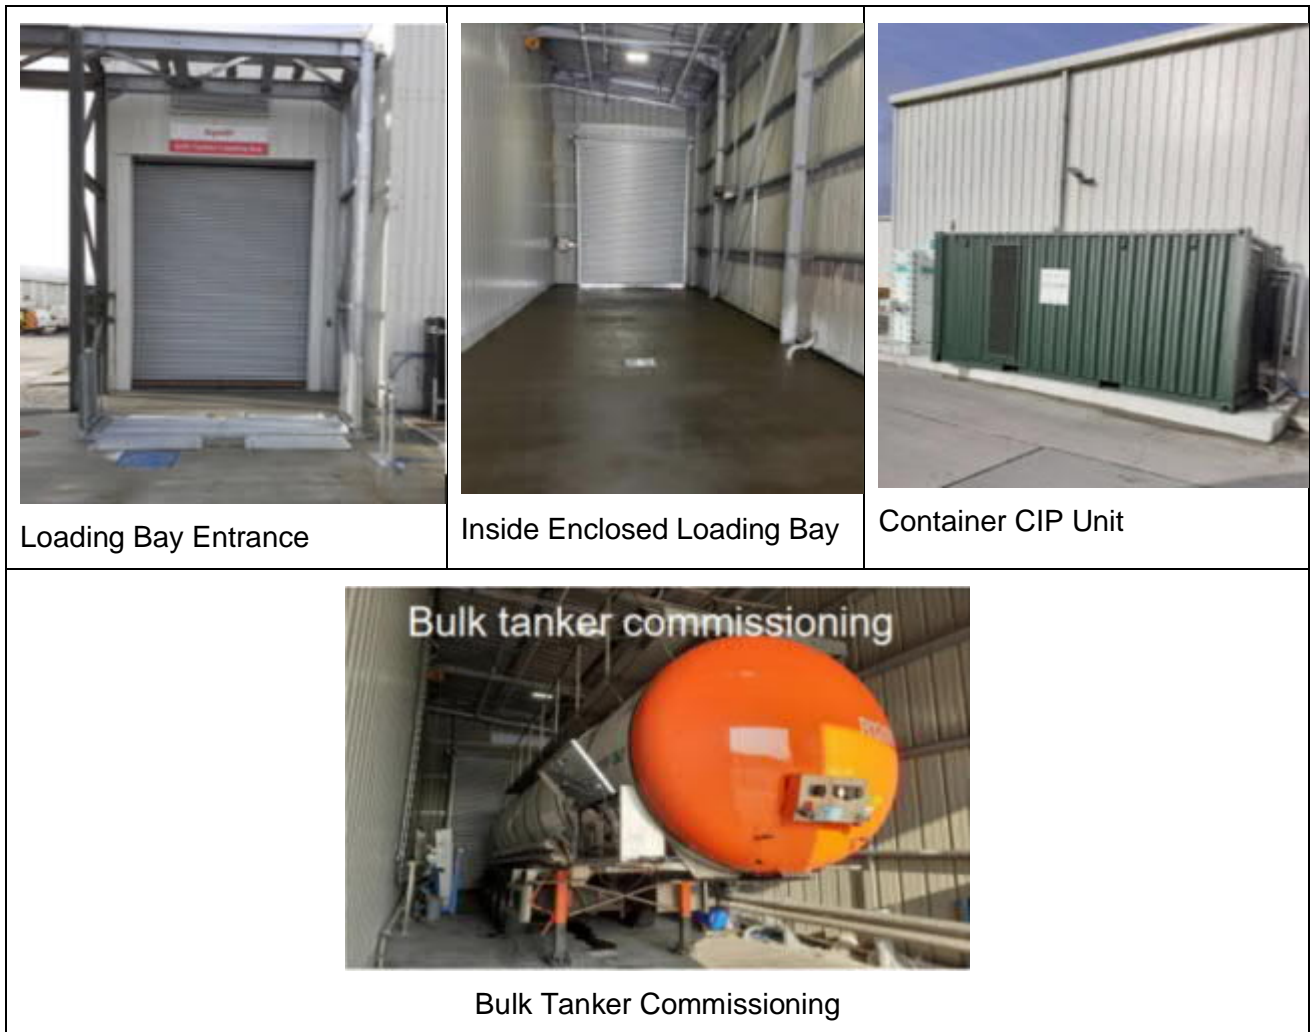 Loading Bay Entrance
Inside Enclosed Loading Bay
Container CIP Unit
Bulk tanker commissioning
Bulk Tanker Commissioning